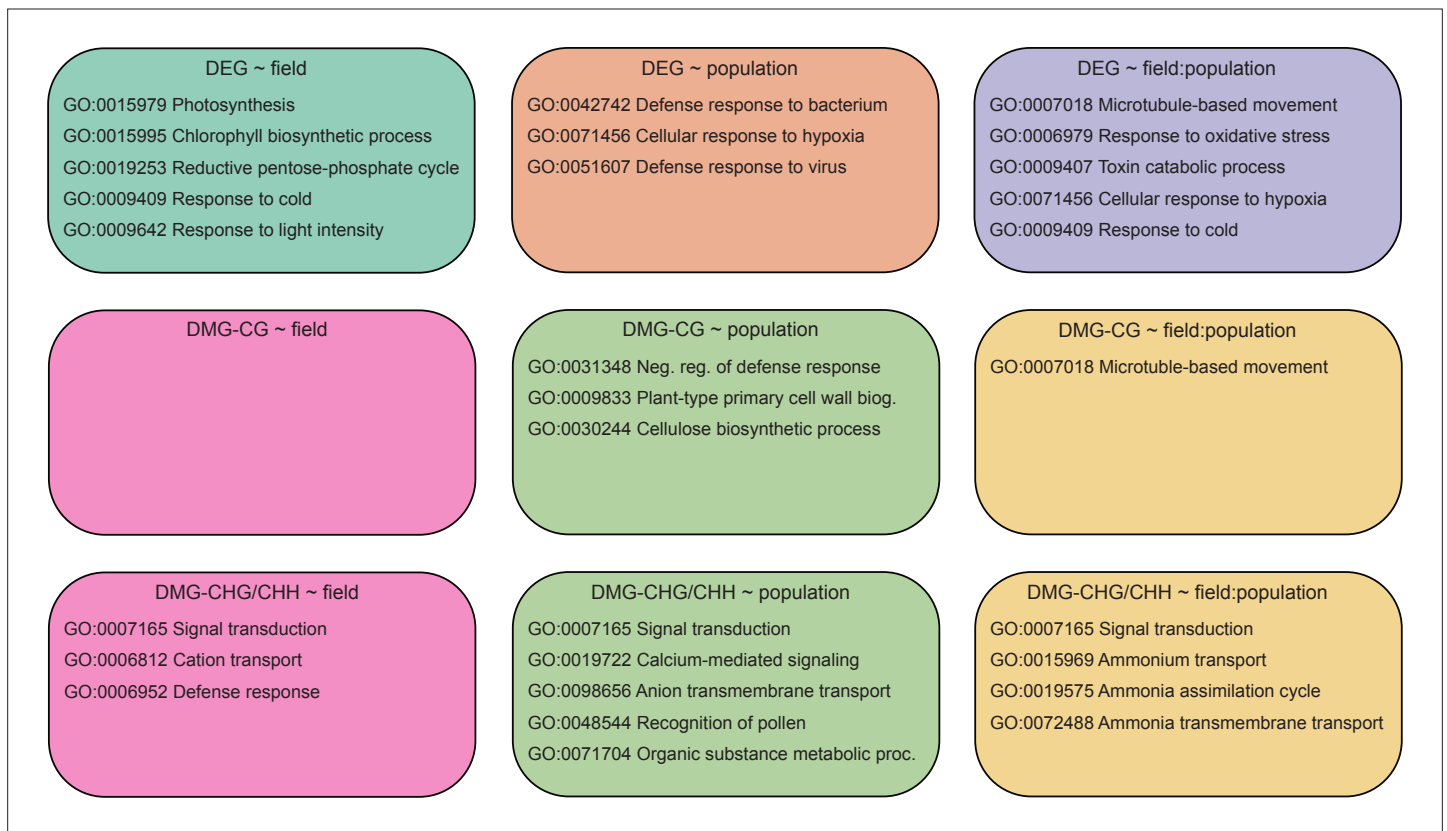 DEG ~ field
GO:0015979 Photosynthesis
GO:0015995 Chlorophyll biosynthetic process
GO:0019253 Reductive pentose-phosphate cycle
GO:0009409 Response to cold
GO:0009642 Response to light intensity
DEG ~ population
GO:0042742 Defense response to bacterium
GO:0071456 Cellular response to hypoxia
GO:0051607 Defense response to virus
DEG ~ field:population
GO:0007018 Microtubule-based movement
GO:0006979 Response to oxidative stress
GO:0009407 Toxin catabolic process
GO:0071456 Cellular response to hypoxia
GO:0009409 Response to cold
DMG-CG ~ field
DMG-CG ~ population
GO:0031348 Neg. reg. of defense response
GO:0009833 Plant-type primary cell wall biog.
GO:0030244 Cellulose biosynthetic process
DMG-CG ~ field:population
GO:0007018 Microtuble-based movement
DMG-CHG/CHH ~ field
GO:0007165 Signal transduction
GO:0006812 Cation transport
GO:0006952 Defense response
DMG-CHG/CHH ~ population
GO:0007165 Signal transduction
GO:0019722 Calcium-mediated signaling
GO:0098656 Anion transmembrane transport
GO:0048544 Recognition of pollen
GO:0071704 Organic substance metabolic proc.
DMG-CHG/CHH ~ field:population
GO:0007165 Signal transduction
GO:0015969 Ammonium transport
GO:0019575 Ammonia assimilation cycle
GO:0072488 Ammonia transmembrane transport